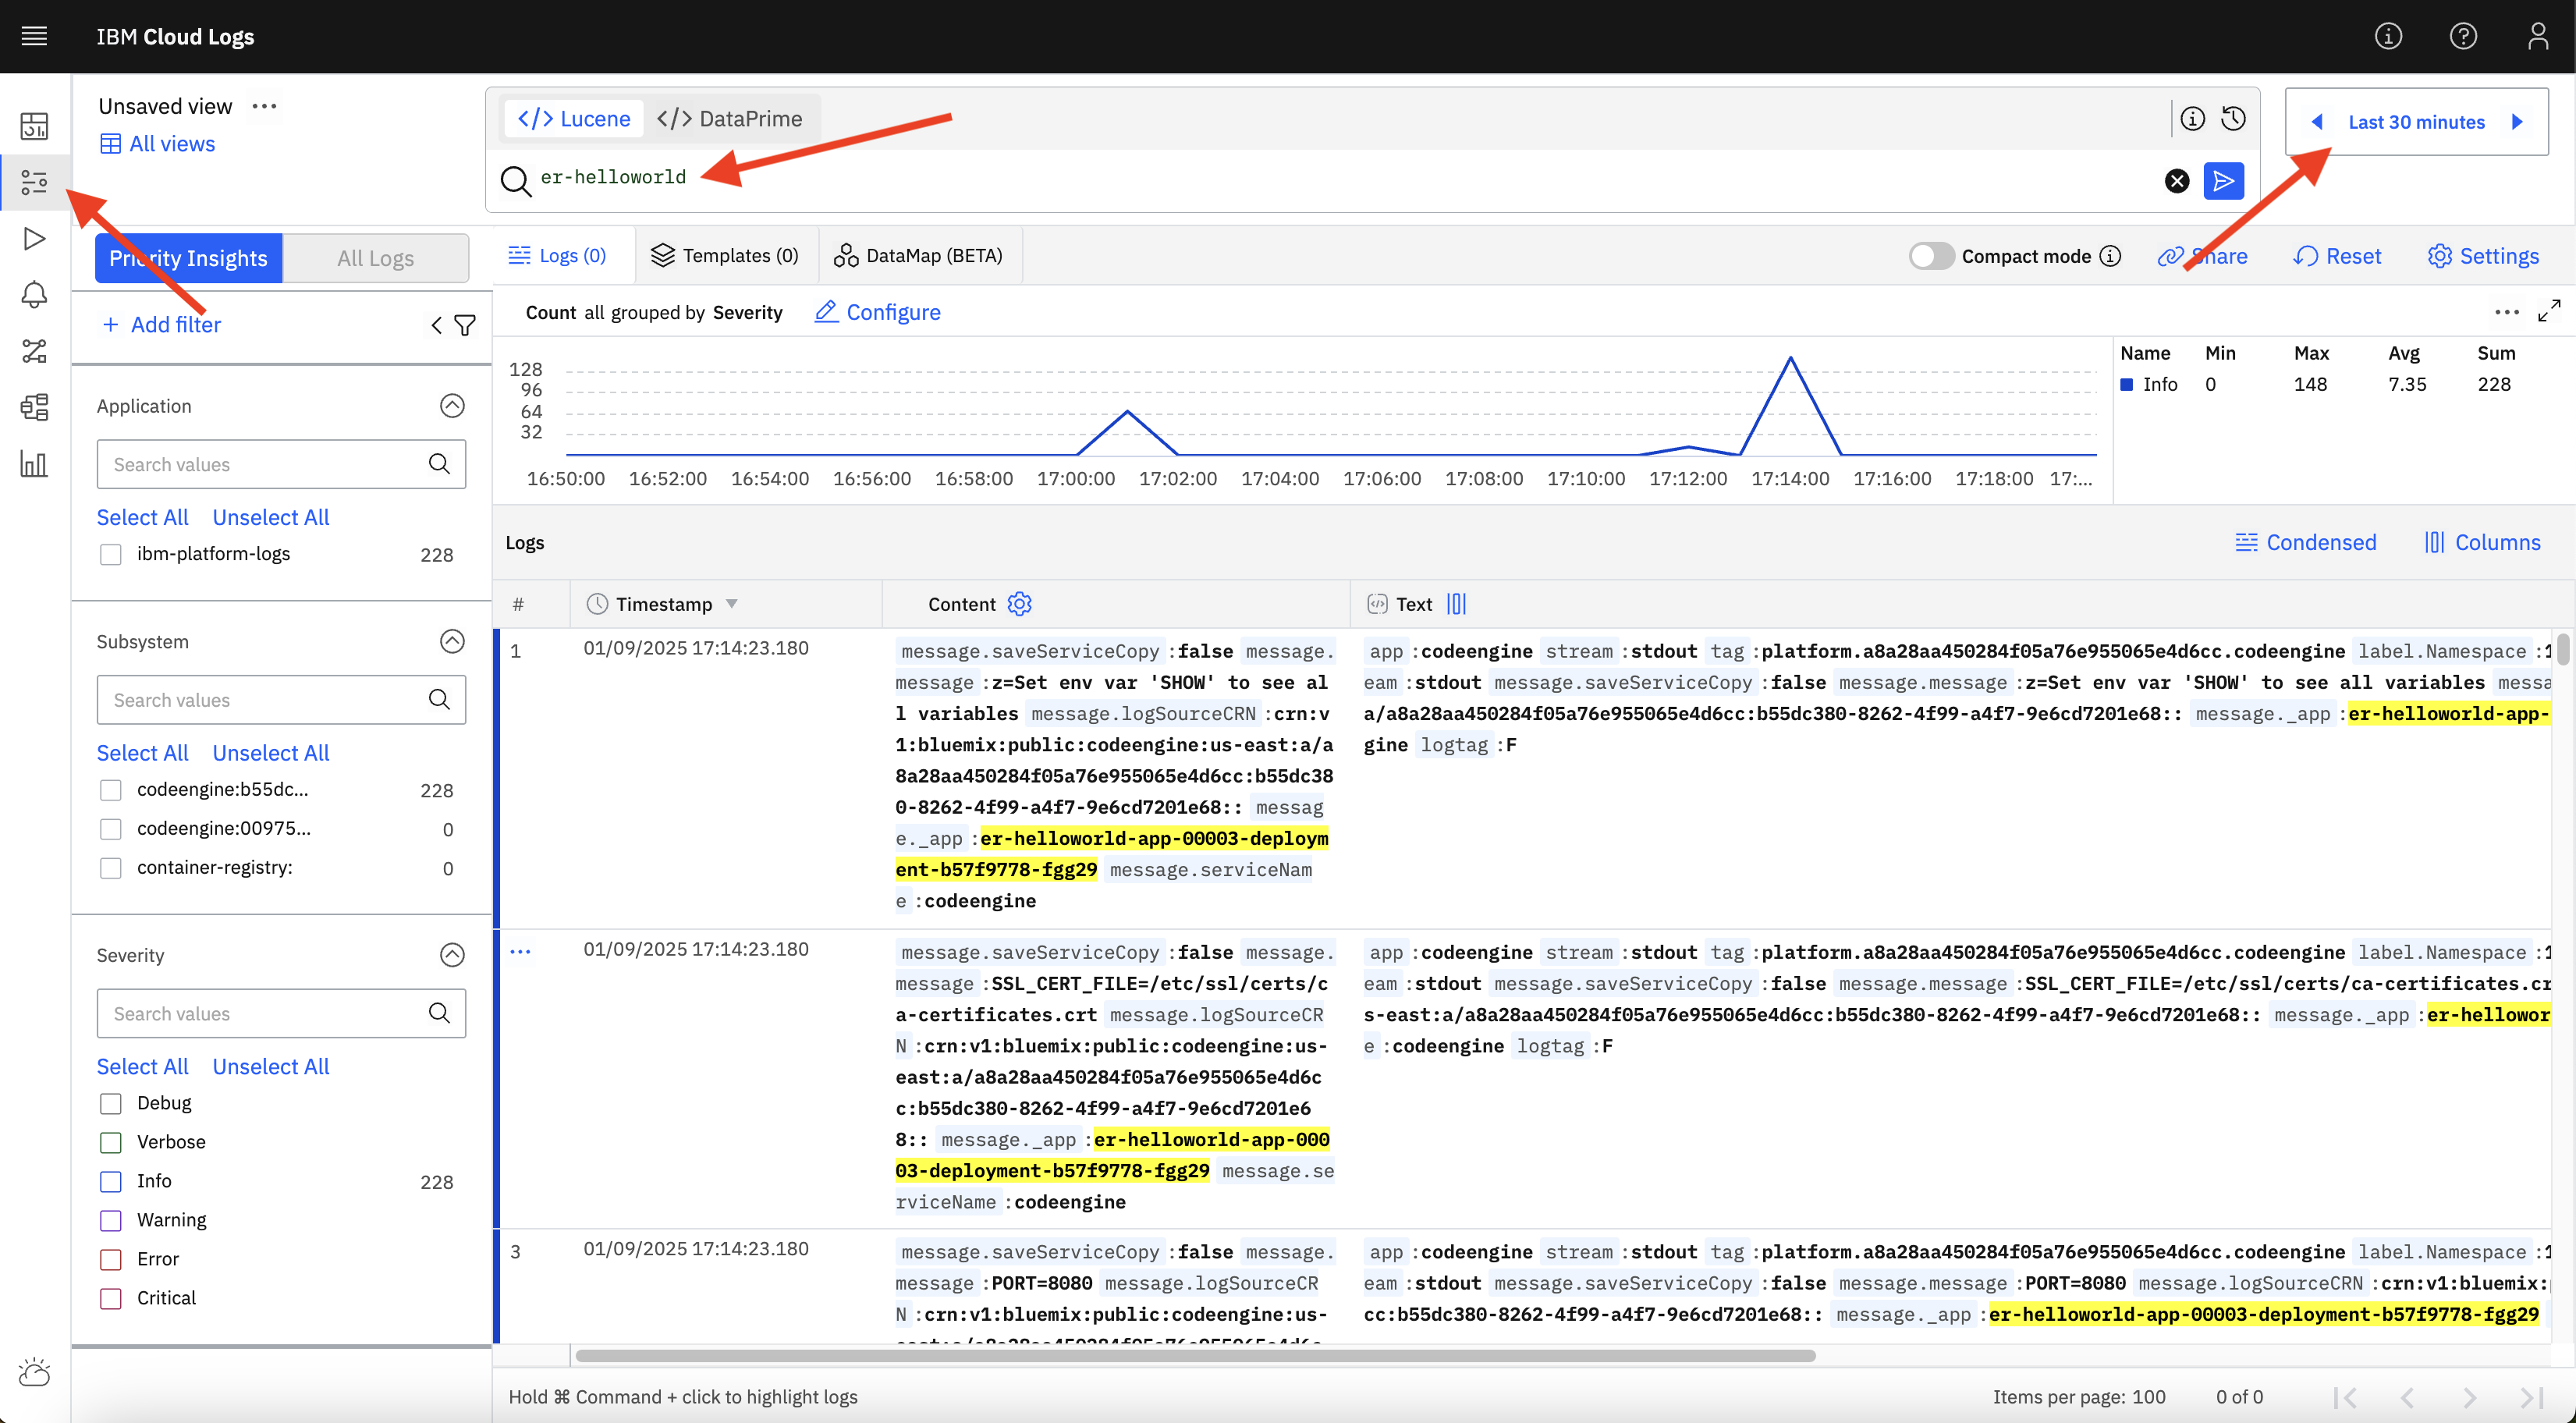 IBM Cloud Logs
Unsaved view
All views
Lucene
DataPrime
er-helloworld
Last 30 minutes
Priority Insights
All Logs
Logs (0)
Templates (0)
DataMap (BETA)
Compact mode
Share
Reset
Settings
+ Add filter
Count all grouped by Severity
Configure
128
96
64
32
16:50:00 16:52:00 16:54:00 16:56:00 16:58:00 17:00:00 17:02:00 17:04:00 17:06:00 17:08:00 17:10:00 17:12:00 17:14:00 17:16:00 17:18:00 17:...
Name Min Max Avg Sum
Info 0 148 7.35 228
Application
Search values
Select All Unselect All
ibm-platform-logs 228
Subsystem
Search values
Select All Unselect All
codeengine:b55dc... 228
codeengine:00975... 0
container-registry: 0
Severity
Search values
Select All Unselect All
Debug
Verbose
Info 228
Warning
Error
Critical
Logs
Condensed
Columns
# Timestamp Content Text
1 01/09/2025 17:14:23.180
message.saveServiceCopy :false message.
message :z=Set env var 'SHOW' to see al
l variables message.logSourceCRN :crn:v
1:bluemix:public:codeengine:us-east:a/a
8a28aa450284f05a76e955065e4d6cc:b55dc38
0-8262-4f99-a4f7-9e6cd7201e68:: messag
e._app :er-helloworld-app-00003-deploym
ent-b57f9778-fgg29 message.serviceNam
e :codeengine
app :codeengine stream :stdout tag :platform.a8a28aa450284f05a76e955065e4d6cc.codeengine label.Namespace :1
eam :stdout message.saveServiceCopy :false message.message :z=Set env var 'SHOW' to see all variables messa
a/a8a28aa450284f05a76e955065e4d6cc:b55dc380-8262-4f99-a4f7-9e6cd7201e68:: message._app :er-helloworld-app-
gine logtag :F
... 01/09/2025 17:14:23.180
message.saveServiceCopy :false message.
message :SSL_CERT_FILE=/etc/ssl/certs/c
a-certificates.crt message.logSourceCR
N :crn:v1:bluemix:public:codeengine:us-
east:a/a8a28aa450284f05a76e955065e4d6c
c:b55dc380-8262-4f99-a4f7-9e6cd7201e6
8:: message._app :er-helloworld-app-000
03-deployment-b57f9778-fgg29 message.se
rviceName :codeengine
app :codeengine stream :stdout tag :platform.a8a28aa450284f05a76e955065e4d6cc.codeengine label.Namespace :1
eam :stdout message.saveServiceCopy :false message.message :SSL_CERT_FILE=/etc/ssl/certs/ca-certificates.cr
s-east:a/a8a28aa450284f05a76e955065e4d6cc:b55dc380-8262-4f99-a4f7-9e6cd7201e68:: message._app :er-hellowor
e :codeengine logtag :F
3 01/09/2025 17:14:23.180
message.saveServiceCopy :false message.
message :PORT=8080 message.logSourceCR
N :crn:v1:bluemix:public:codeengine:us-
app :codeengine stream :stdout tag :platform.a8a28aa450284f05a76e955065e4d6cc.codeengine label.Namespace :1
eam :stdout message.saveServiceCopy :false message.message :PORT=8080 message.logSourceCRN :crn:v1:bluemix:
cc:b55dc380-8262-4f99-a4f7-9e6cd7201e68:: message._app :er-helloworld-app-00003-deployment-b57f9778-fgg29
Hold ⌘ Command + click to highlight logs
Items per page: 100
0 of 0